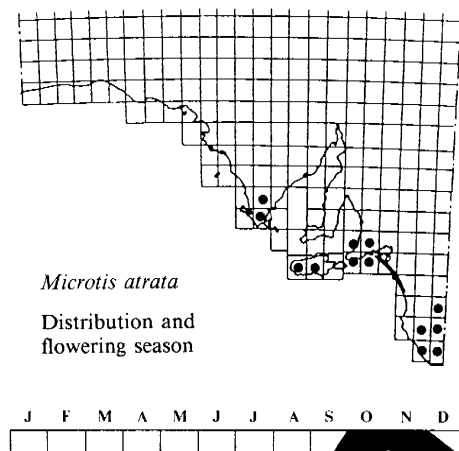 Microtis atrata
Distribution and
flowering season
J F M A M J J A S O N D